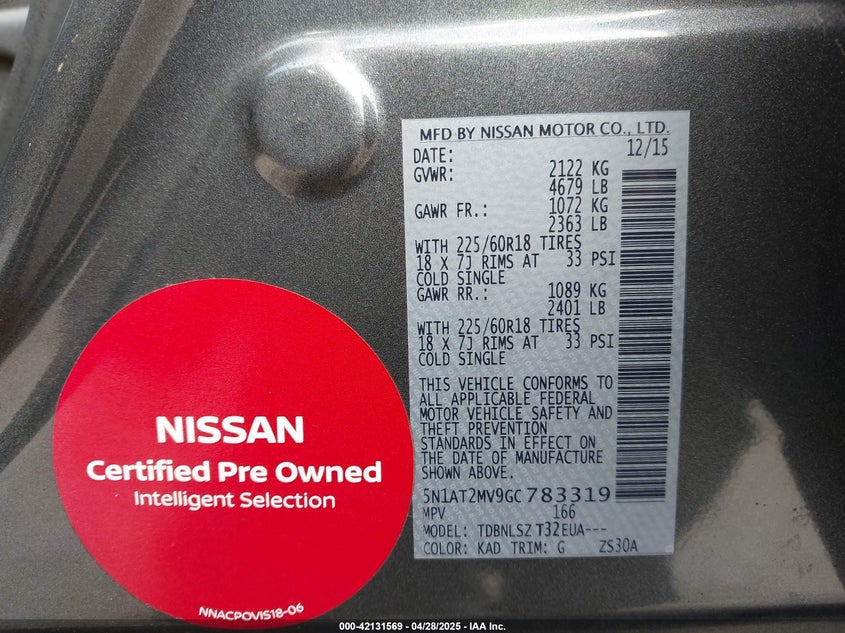 MFD BY NISSAN MOTOR CO., LTD.
DATE: 12/15
GVWR: 2122 KG
4679 LB
GAWR FR.: 1072 KG
2363 LB
WITH 225/60R18 TIRES
18 X 7J RIMS AT 33 PSI
COLD SINGLE
GAWR RR.: 1089 KG
2401 LB
WITH 225/60R18 TIRES
18 X 7J RIMS AT 33 PSI
COLD SINGLE
THIS VEHICLE CONFORMS TO
ALL APPLICABLE FEDERAL
MOTOR VEHICLE SAFETY AND
THEFT PREVENTION
STANDARDS IN EFFECT ON
THE DATE OF MANUFACTURE
SHOWN ABOVE.
5N1AT2MV9GC783319
MPV 166
MODEL: TDBNLSZ T32EUA---
COLOR: KAD TRIM: G ZS30A
NISSAN
Certified Pre Owned
Intelligent Selection
NNACPOVIS18-06
000-42131569 - 04/28/2025 - IAA Inc.